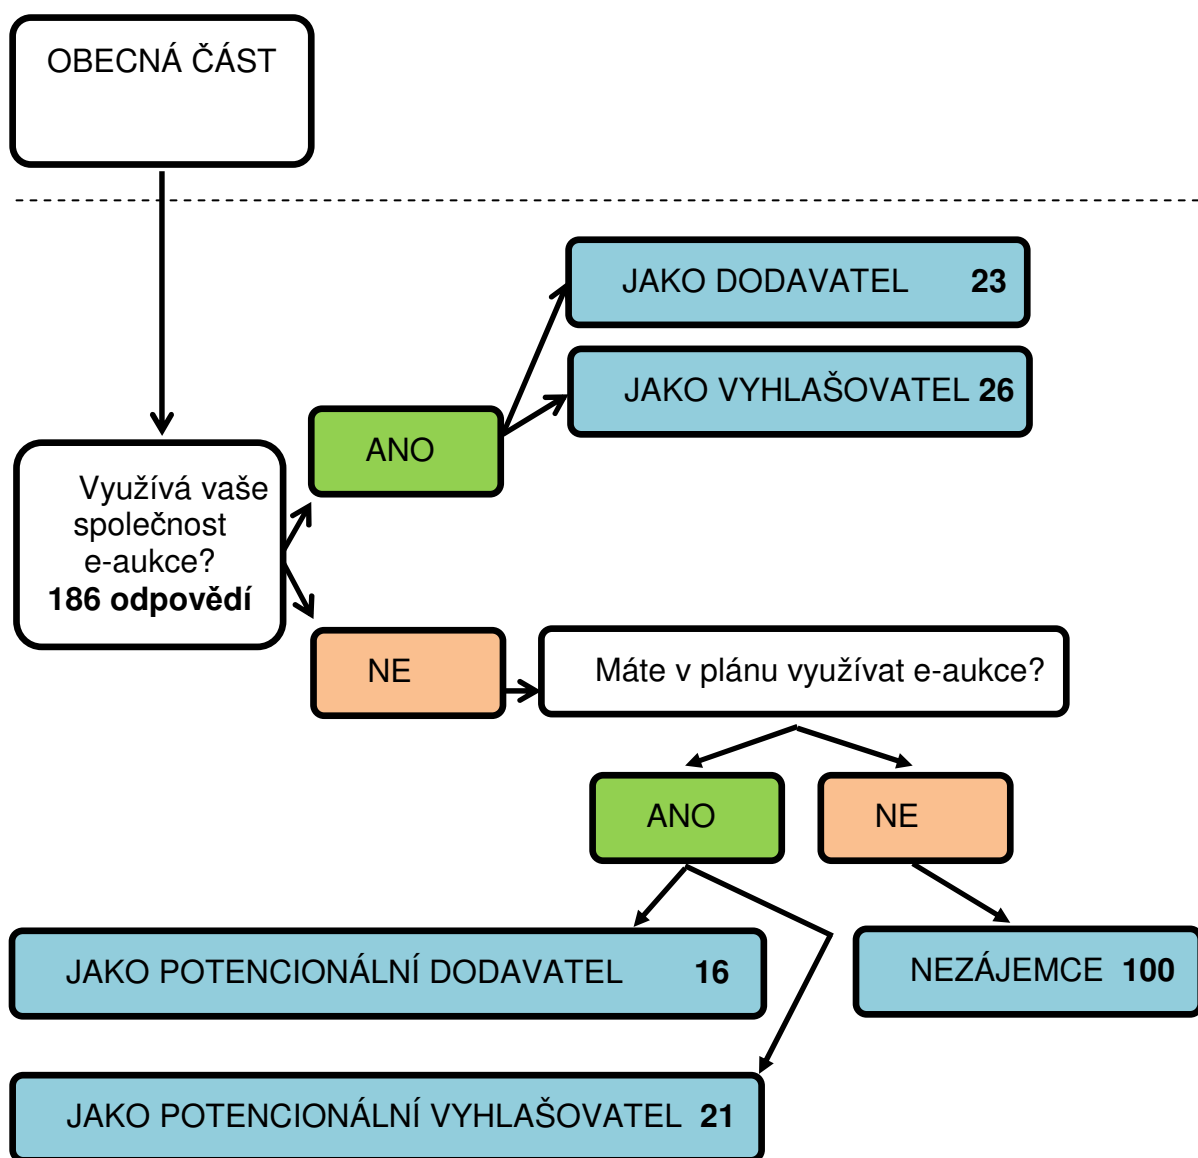 OBECNÁ ČÁST
JAKO DODAVATEL 23
JAKO VYHLAŠOVATEL 26
ANO
Využívá vaše
společnost
e-aukce?
186 odpovědí
NE
Máte v plánu využívat e-aukce?
ANO
NE
JAKO POTENCIONÁLNÍ DODAVATEL 16
NEZÁJEMCE 100
JAKO POTENCIONÁLNÍ VYHLAŠOVATEL 21